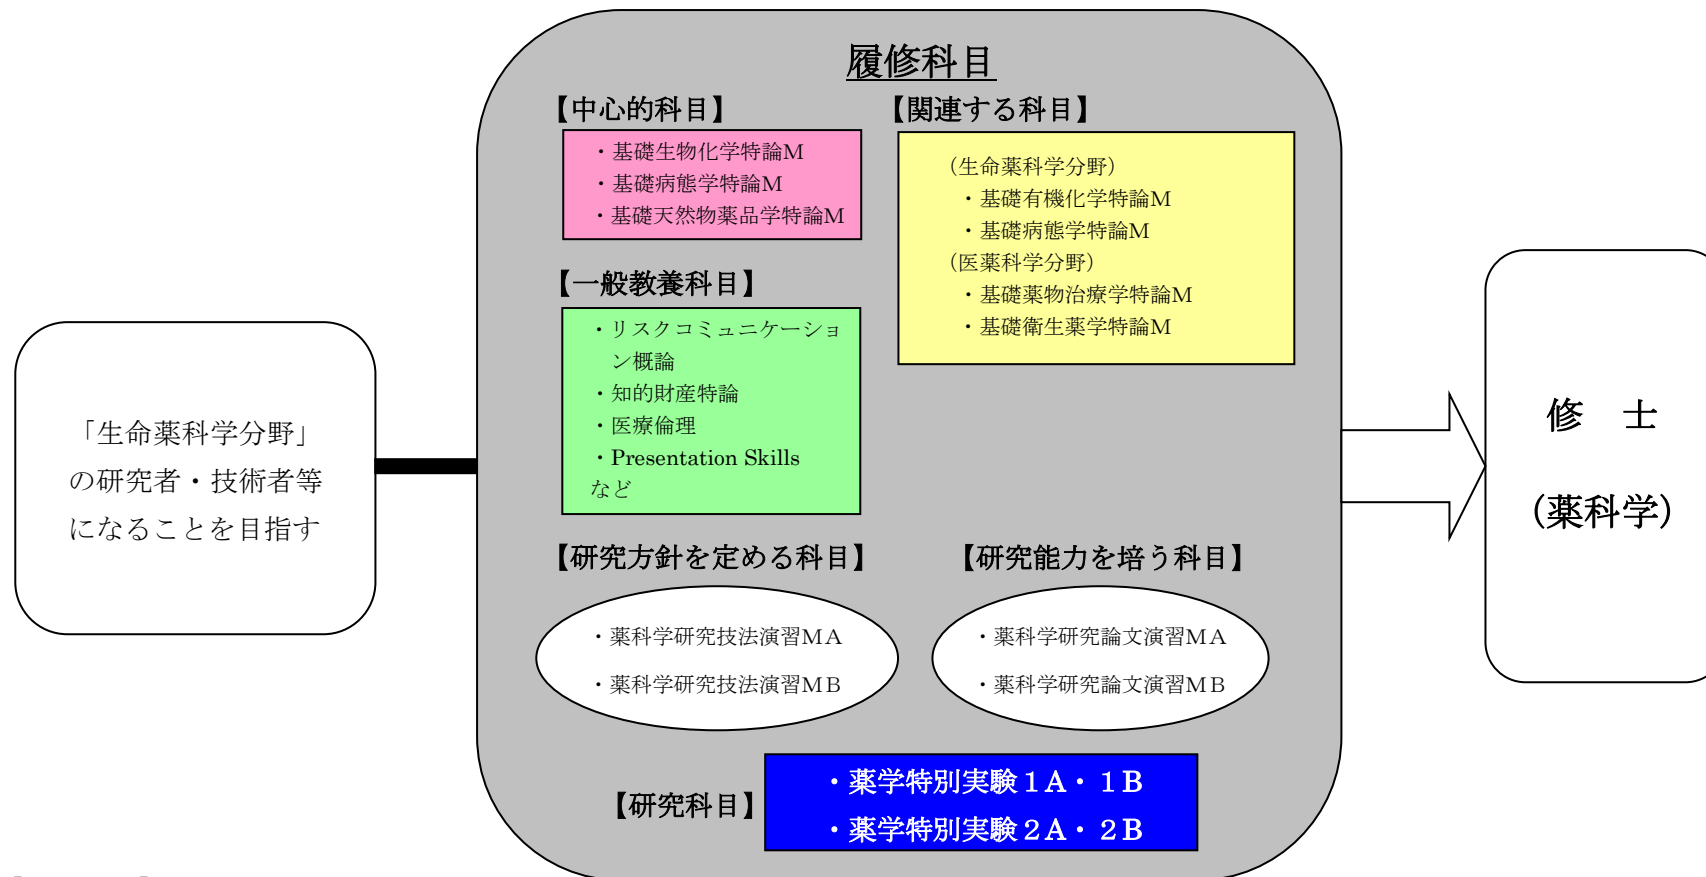 履修科目
【中心的科目】
・基礎生物化学特論M
・基礎病態学特論M
・基礎天然物薬品学特論M
【関連する科目】
（生命薬科学分野）
・基礎有機化学特論M
・基礎病態学特論M
（医薬科学分野）
・基礎薬物治療学特論M
・基礎衛生薬学特論M
【一般教養科目】
・リスクコミュニケーショ
ン概論
・知的財産特論
・医療倫理
・Presentation Skills
など
「生命薬科学分野」
の研究者・技術者等
になることを目指す
【研究方針を定める科目】
・薬科学研究技法演習MA
・薬科学研究技法演習MB
【研究能力を培う科目】
・薬科学研究論文演習MA
・薬科学研究論文演習MB
【研究科目】
・薬学特別実験１A・１B
・薬学特別実験２A・２B
修　士
（薬科学）